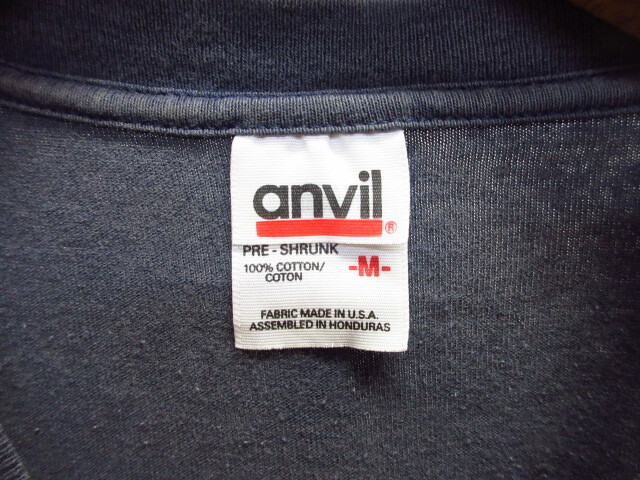 anvil®
PRE - SHRUNK
100% COTTON/
COTON
-M-
FABRIC MADE IN U.S.A.
ASSEMBLED IN HONDURAS